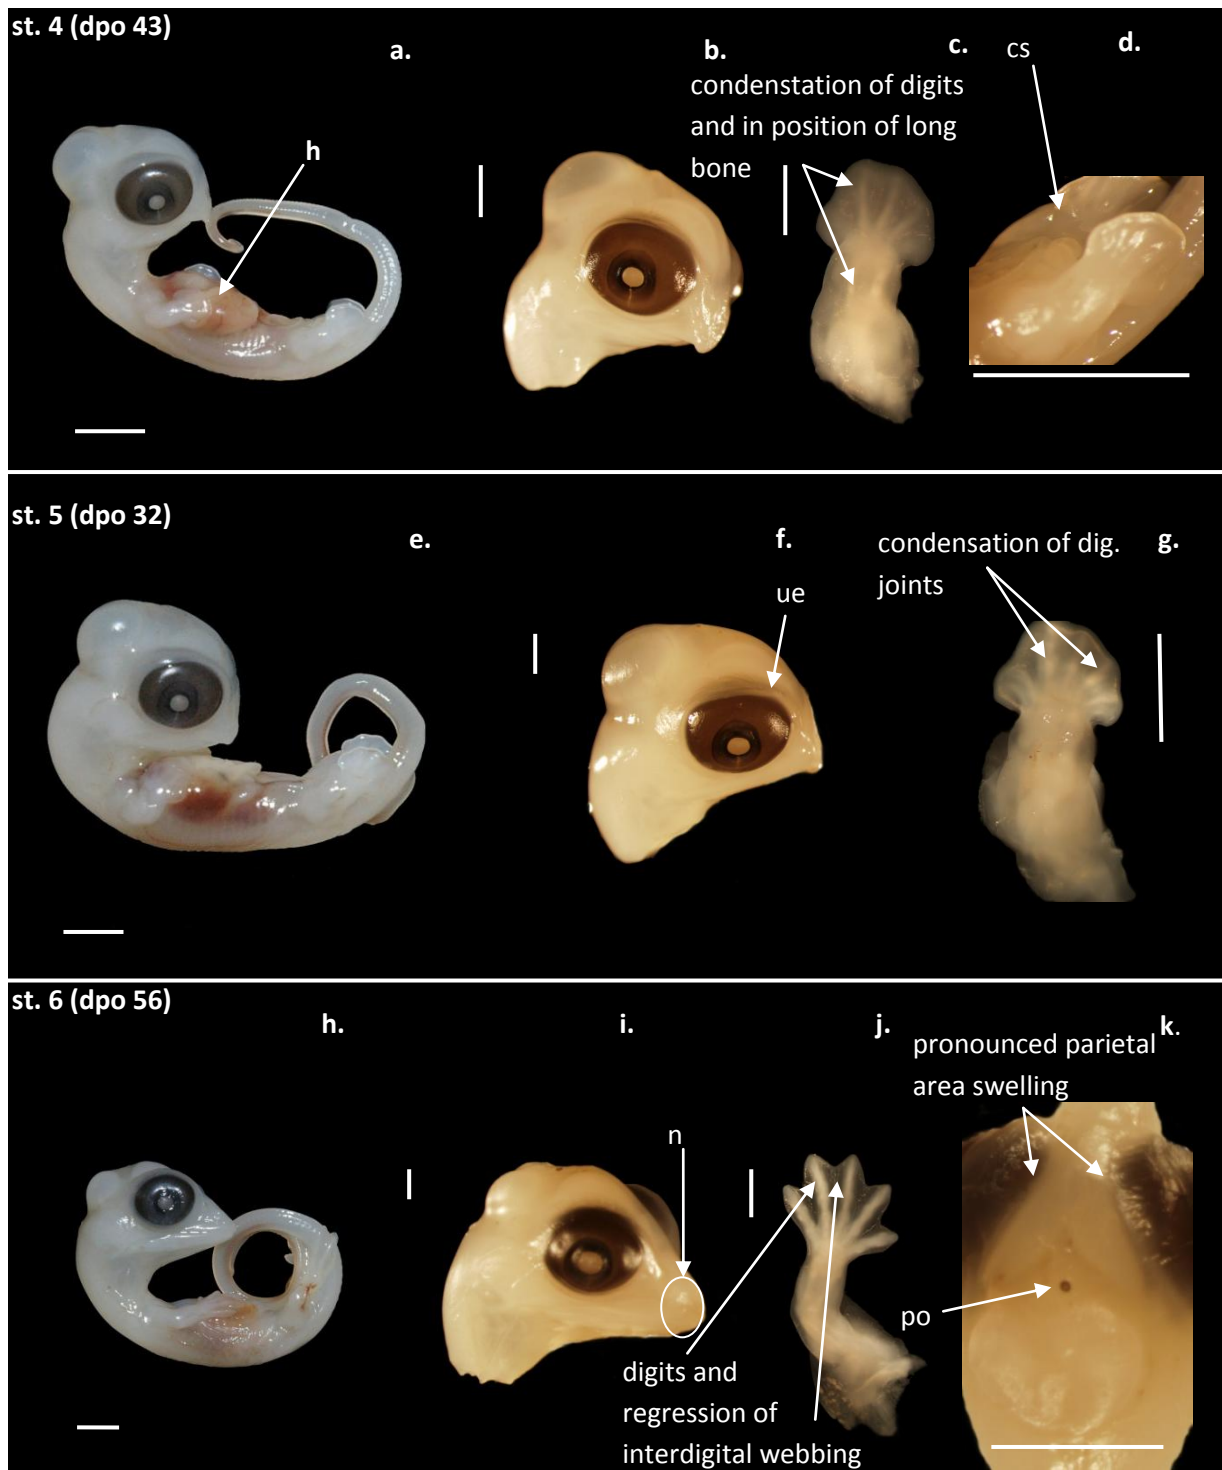 st. 4 (dpo 43)
a.
b.
c.
d.
cs
condenstation of digits
and in position of long
bone
h
st. 5 (dpo 32)
e.
f.
g.
condensation of dig.
joints
ue
st. 6 (dpo 56)
h.
i.
j.
k.
pronounced parietal
area swelling
n
po
digits and
regression of
interdigital webbing